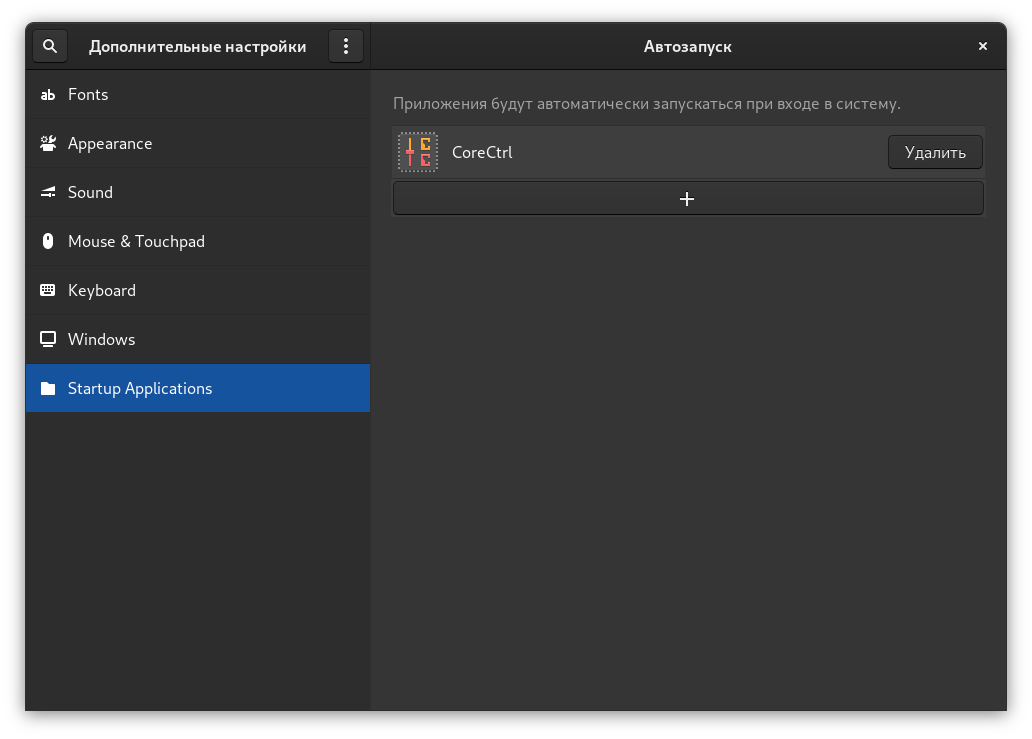 Дополнительные настройки
Автозапуск
Fonts
Appearance
Sound
Mouse & Touchpad
Keyboard
Windows
Startup Applications
Приложения будут автоматически запускаться при входе в систему.
CoreCtrl
Удалить